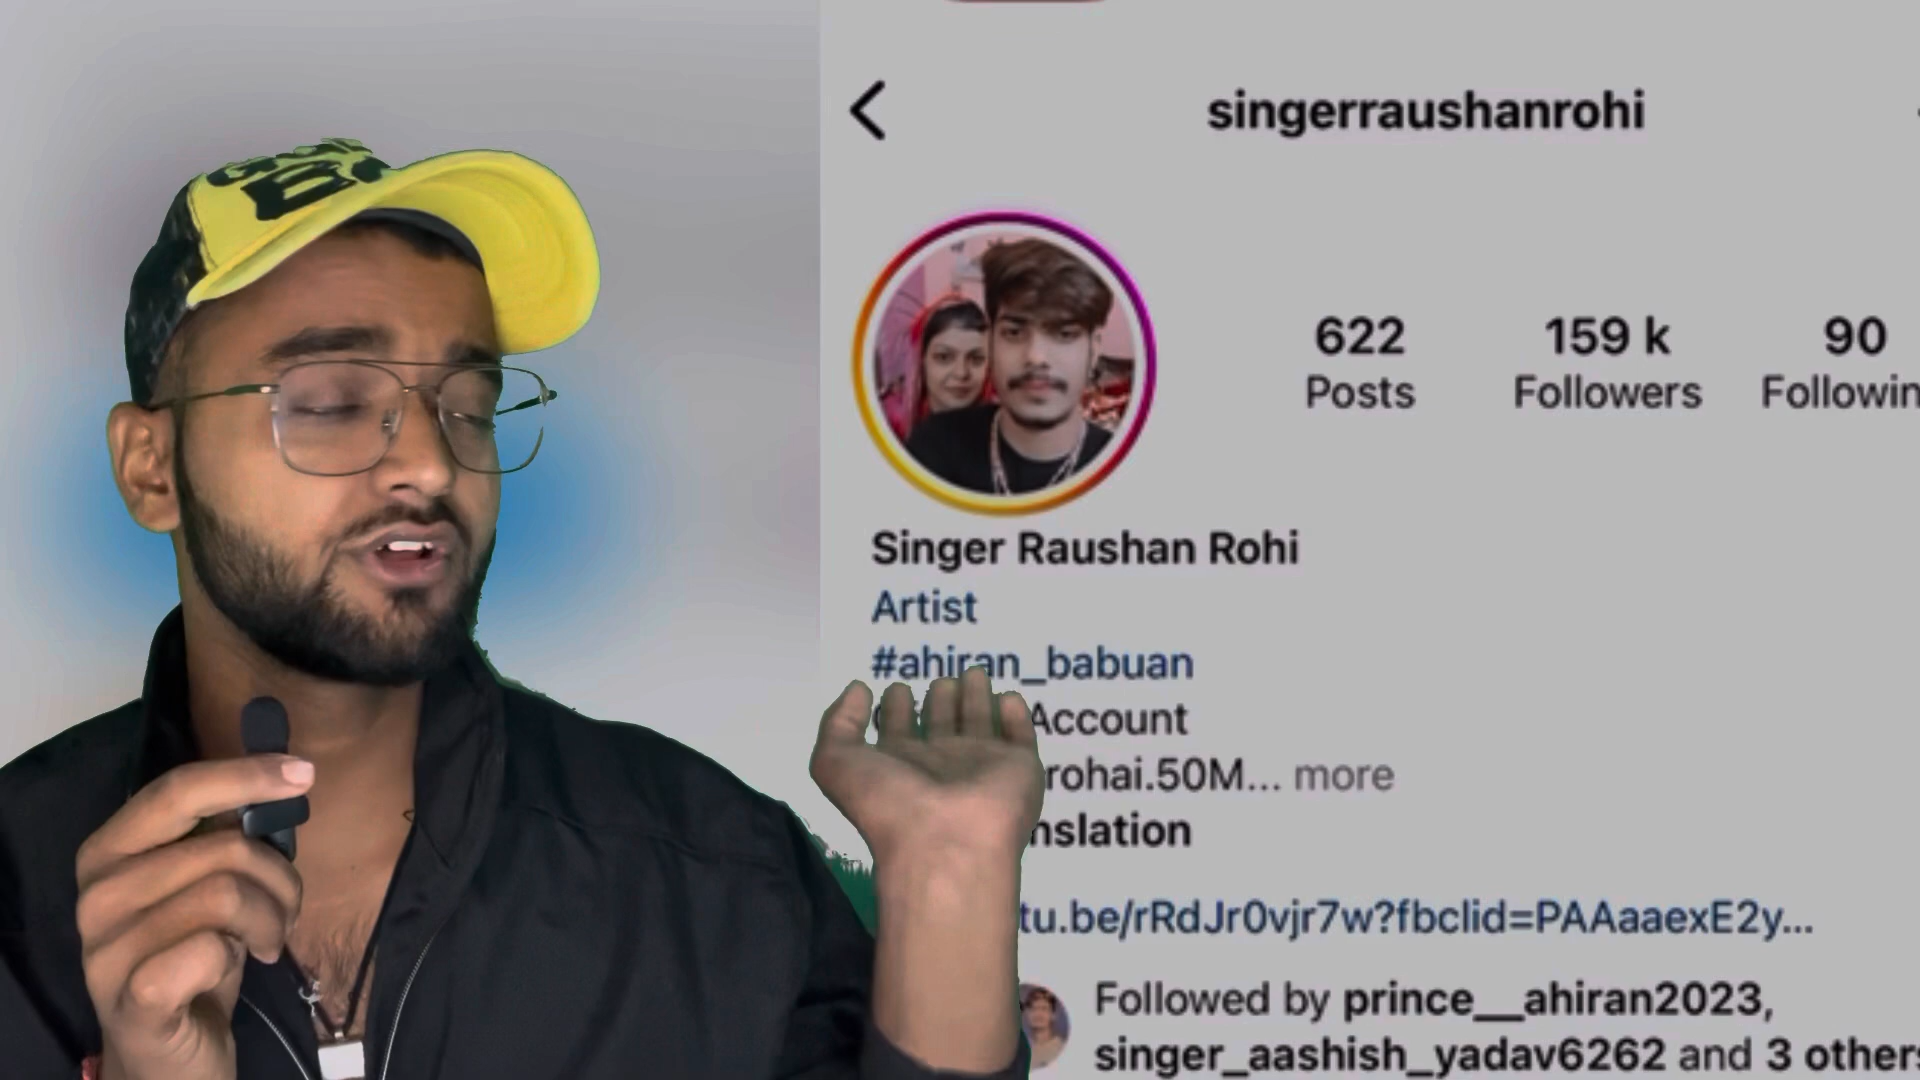 singerraushanrohi
622
Posts
159 k
Followers
90
Followin
Singer Raushan Rohi
Artist
#ahiran_babuan
Account
rohai.50M... more
nslation
tu.be/rRdJr0vjr7w?fbclid=PAAaaexE2y...
Followed by prince__ahiran2023,
singer_aashish_yadav6262 and 3 others